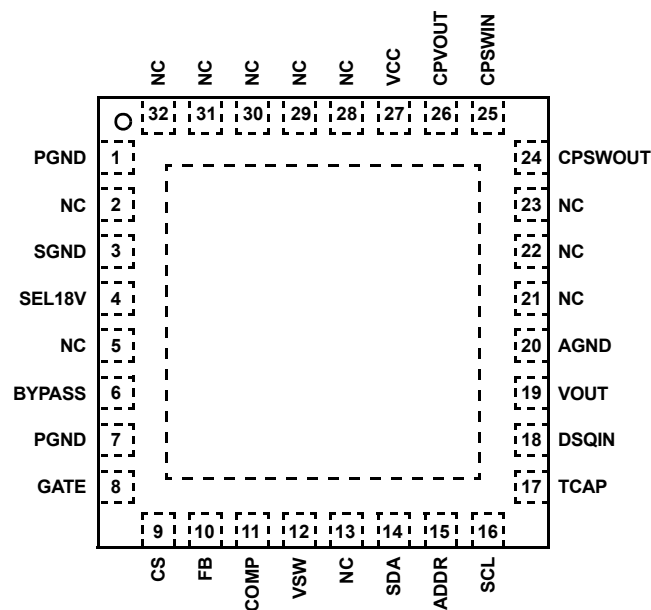 NC NC NC NC NC VCC CPVOUT CPSWIN
32 31 30 29 28 27 26 25
PGND 1 24 CPSWOUT
NC 2 23 NC
SGND 3 22 NC
SEL18V 4 21 NC
NC 5 20 AGND
BYPASS 6 19 VOUT
PGND 7 18 DSQIN
GATE 8 17 TCAP
9 10 11 12 13 14 15 16
CS FB COMP VSW NC SDA ADDR SCL